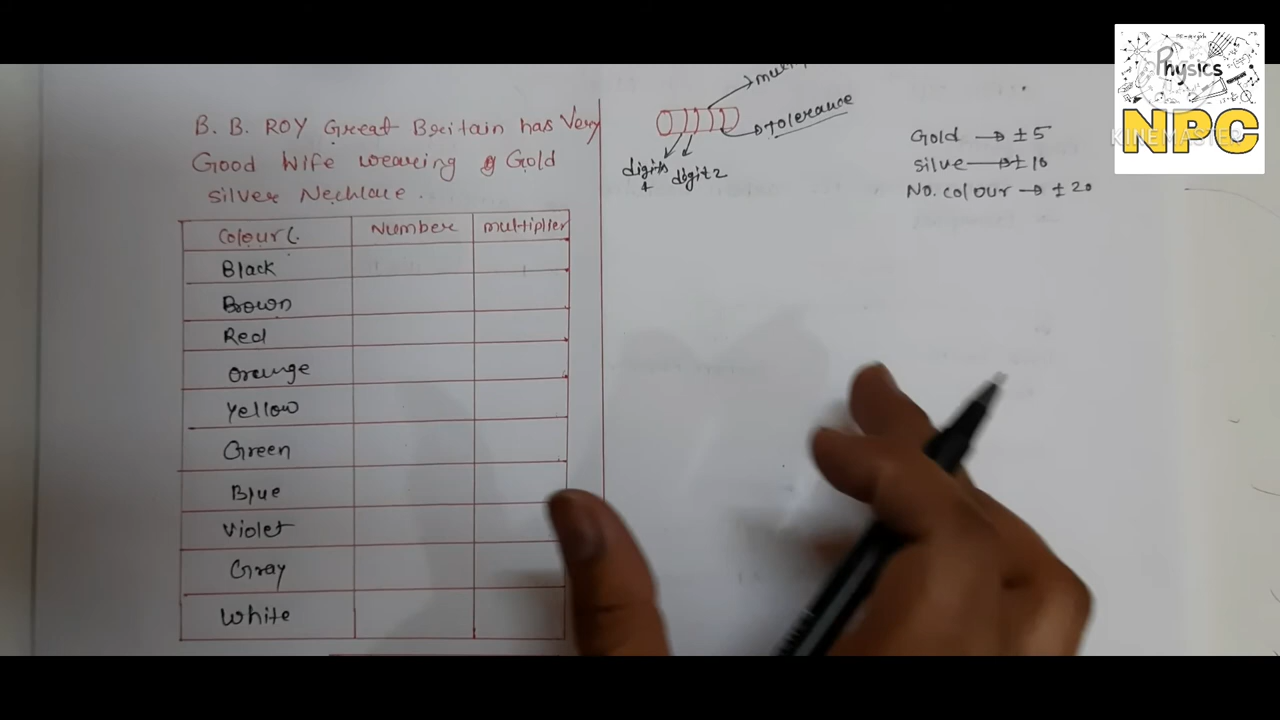 B. B. ROY Great Britain has Very
Good Wife wearing Gold
silver Necklace.
Colour
Number
multiplier
Black
Brown
Red
Orange
Yellow
Green
Blue
Violet
Gray
White
tolerance
digits
1
digit 2
Gold → ±5
silve → ±10
No. colour → ±20
Physics
NPC
KINEMASTER